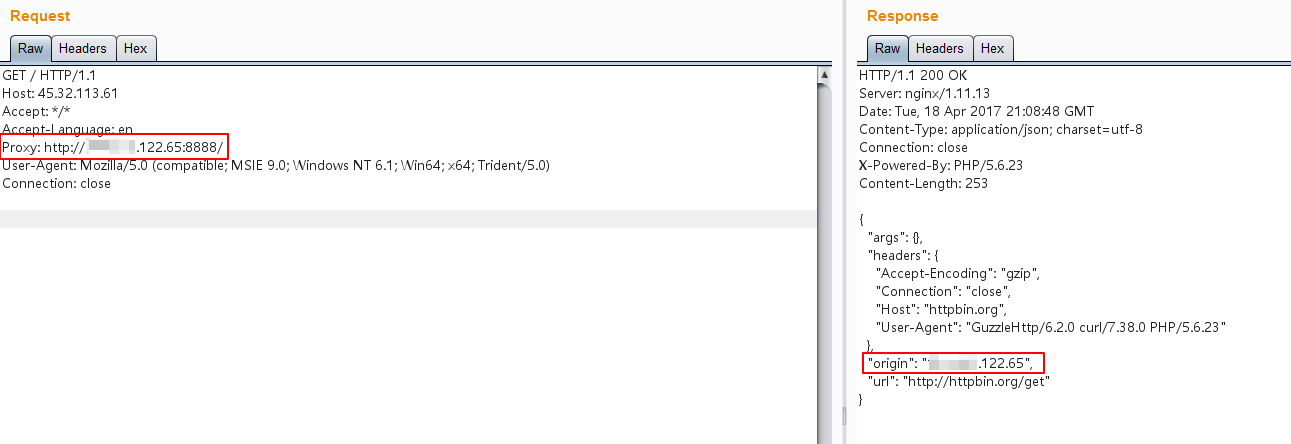 Request
Raw Headers Hex
GET / HTTP/1.1
Host: 45.32.113.61
Accept: */*
Accept-Language: en
Proxy: http:// .122.65:8888/
User-Agent: Mozilla/5.0 (compatible; MSIE 9.0; Windows NT 6.1; Win64; x64; Trident/5.0)
Connection: close
Response
Raw Headers Hex
HTTP/1.1 200 OK
Server: nginx/1.11.13
Date: Tue, 18 Apr 2017 21:08:48 GMT
Content-Type: application/json; charset=utf-8
Connection: close
X-Powered-By: PHP/5.6.23
Content-Length: 253
{
"args": {},
"headers": {
"Accept-Encoding": "gzip",
"Connection": "close",
"Host": "httpbin.org",
"User-Agent": "GuzzleHttp/6.2.0 curl/7.38.0 PHP/5.6.23"
},
"origin": " .122.65",
"url": "http://httpbin.org/get"
}